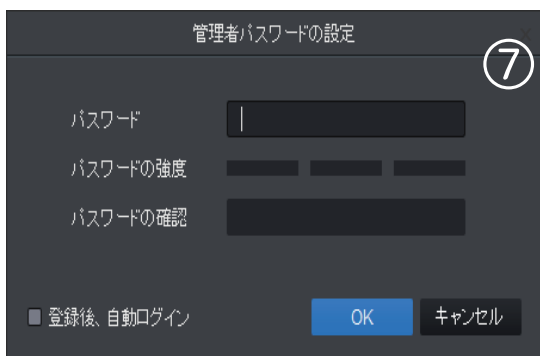 管理者パスワードの設定
⑦
パスワード
パスワードの強度
パスワードの確認
登録後、自動ログイン
OK キャンセル